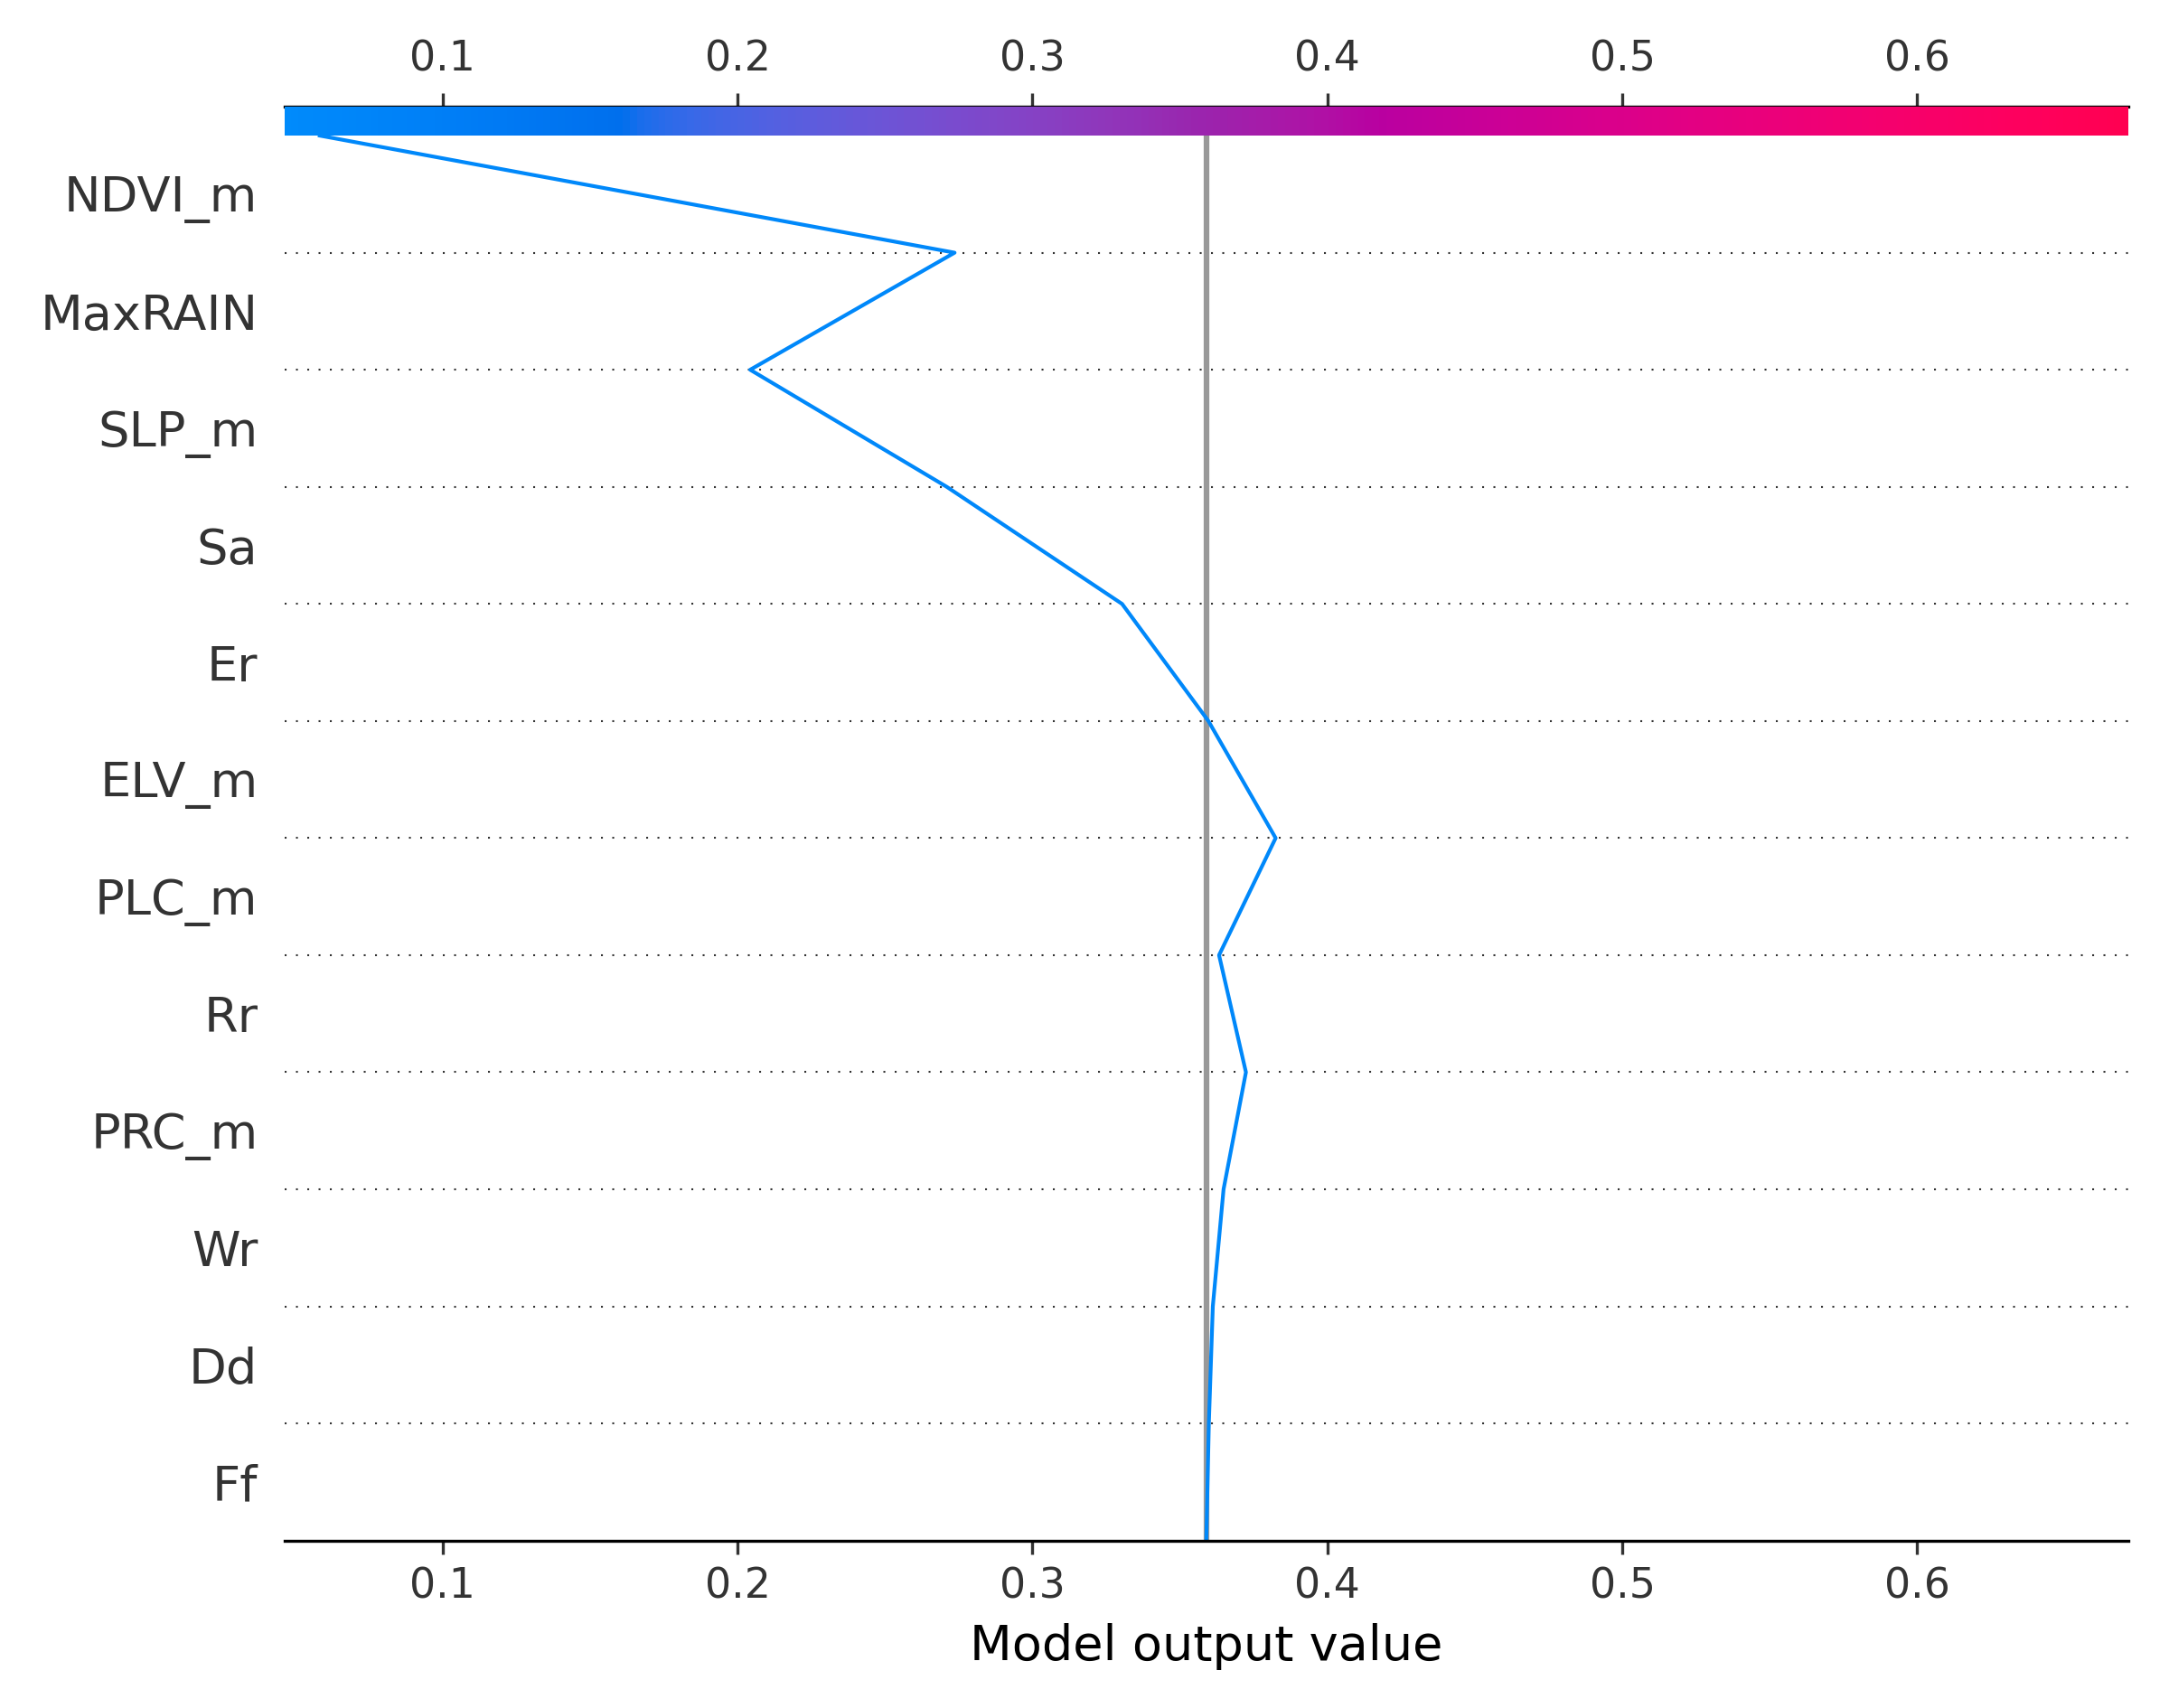 0.1 0.2 0.3 0.4 0.5 0.6
NDVI_m
MaxRAIN
SLP_m
Sa
Er
ELV_m
PLC_m
Rr
PRC_m
Wr
Dd
Ff
0.1 0.2 0.3 0.4 0.5 0.6
Model output value